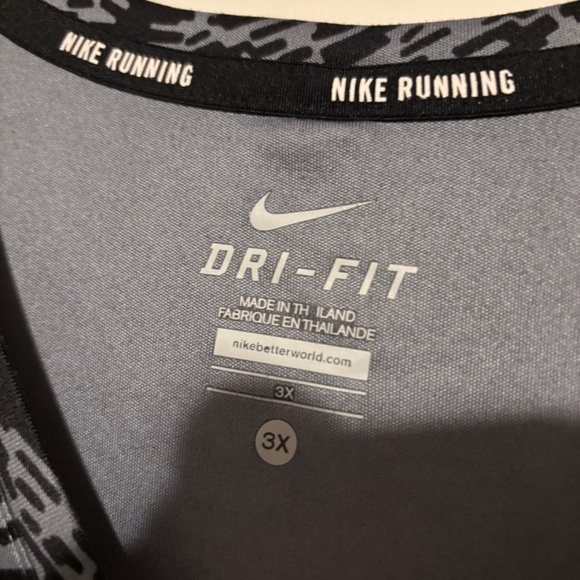 NIKE RUNNING NIKE RUNNING
DRI-FIT
MADE IN TH ILAND
FABRIQUE EN THAILANDE
nikebetterworld.com
3X
3X